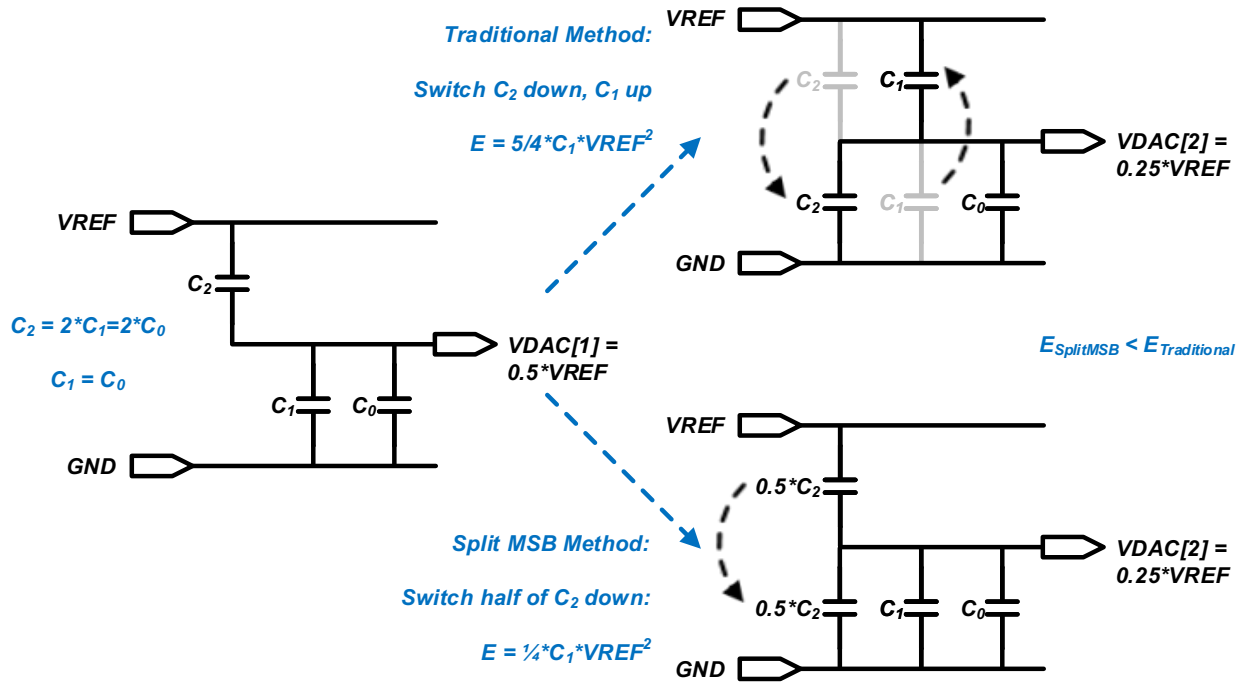 Traditional Method:
Switch C₂ down, C₁ up
E = 5/4*C₁*VREF²
VREF
C₂
C₁
C₂
C₁
C₀
VDAC[2] =
0.25*VREF
GND
VREF
C₂
C₂ = 2*C₁=2*C₀
C₁ = C₀
C₁
C₀
VDAC[1] =
0.5*VREF
GND
E_SplitMSB < E_Traditional
Split MSB Method:
Switch half of C₂ down:
E = ¼*C₁*VREF²
VREF
0.5*C₂
0.5*C₂
C₁
C₀
VDAC[2] =
0.25*VREF
GND